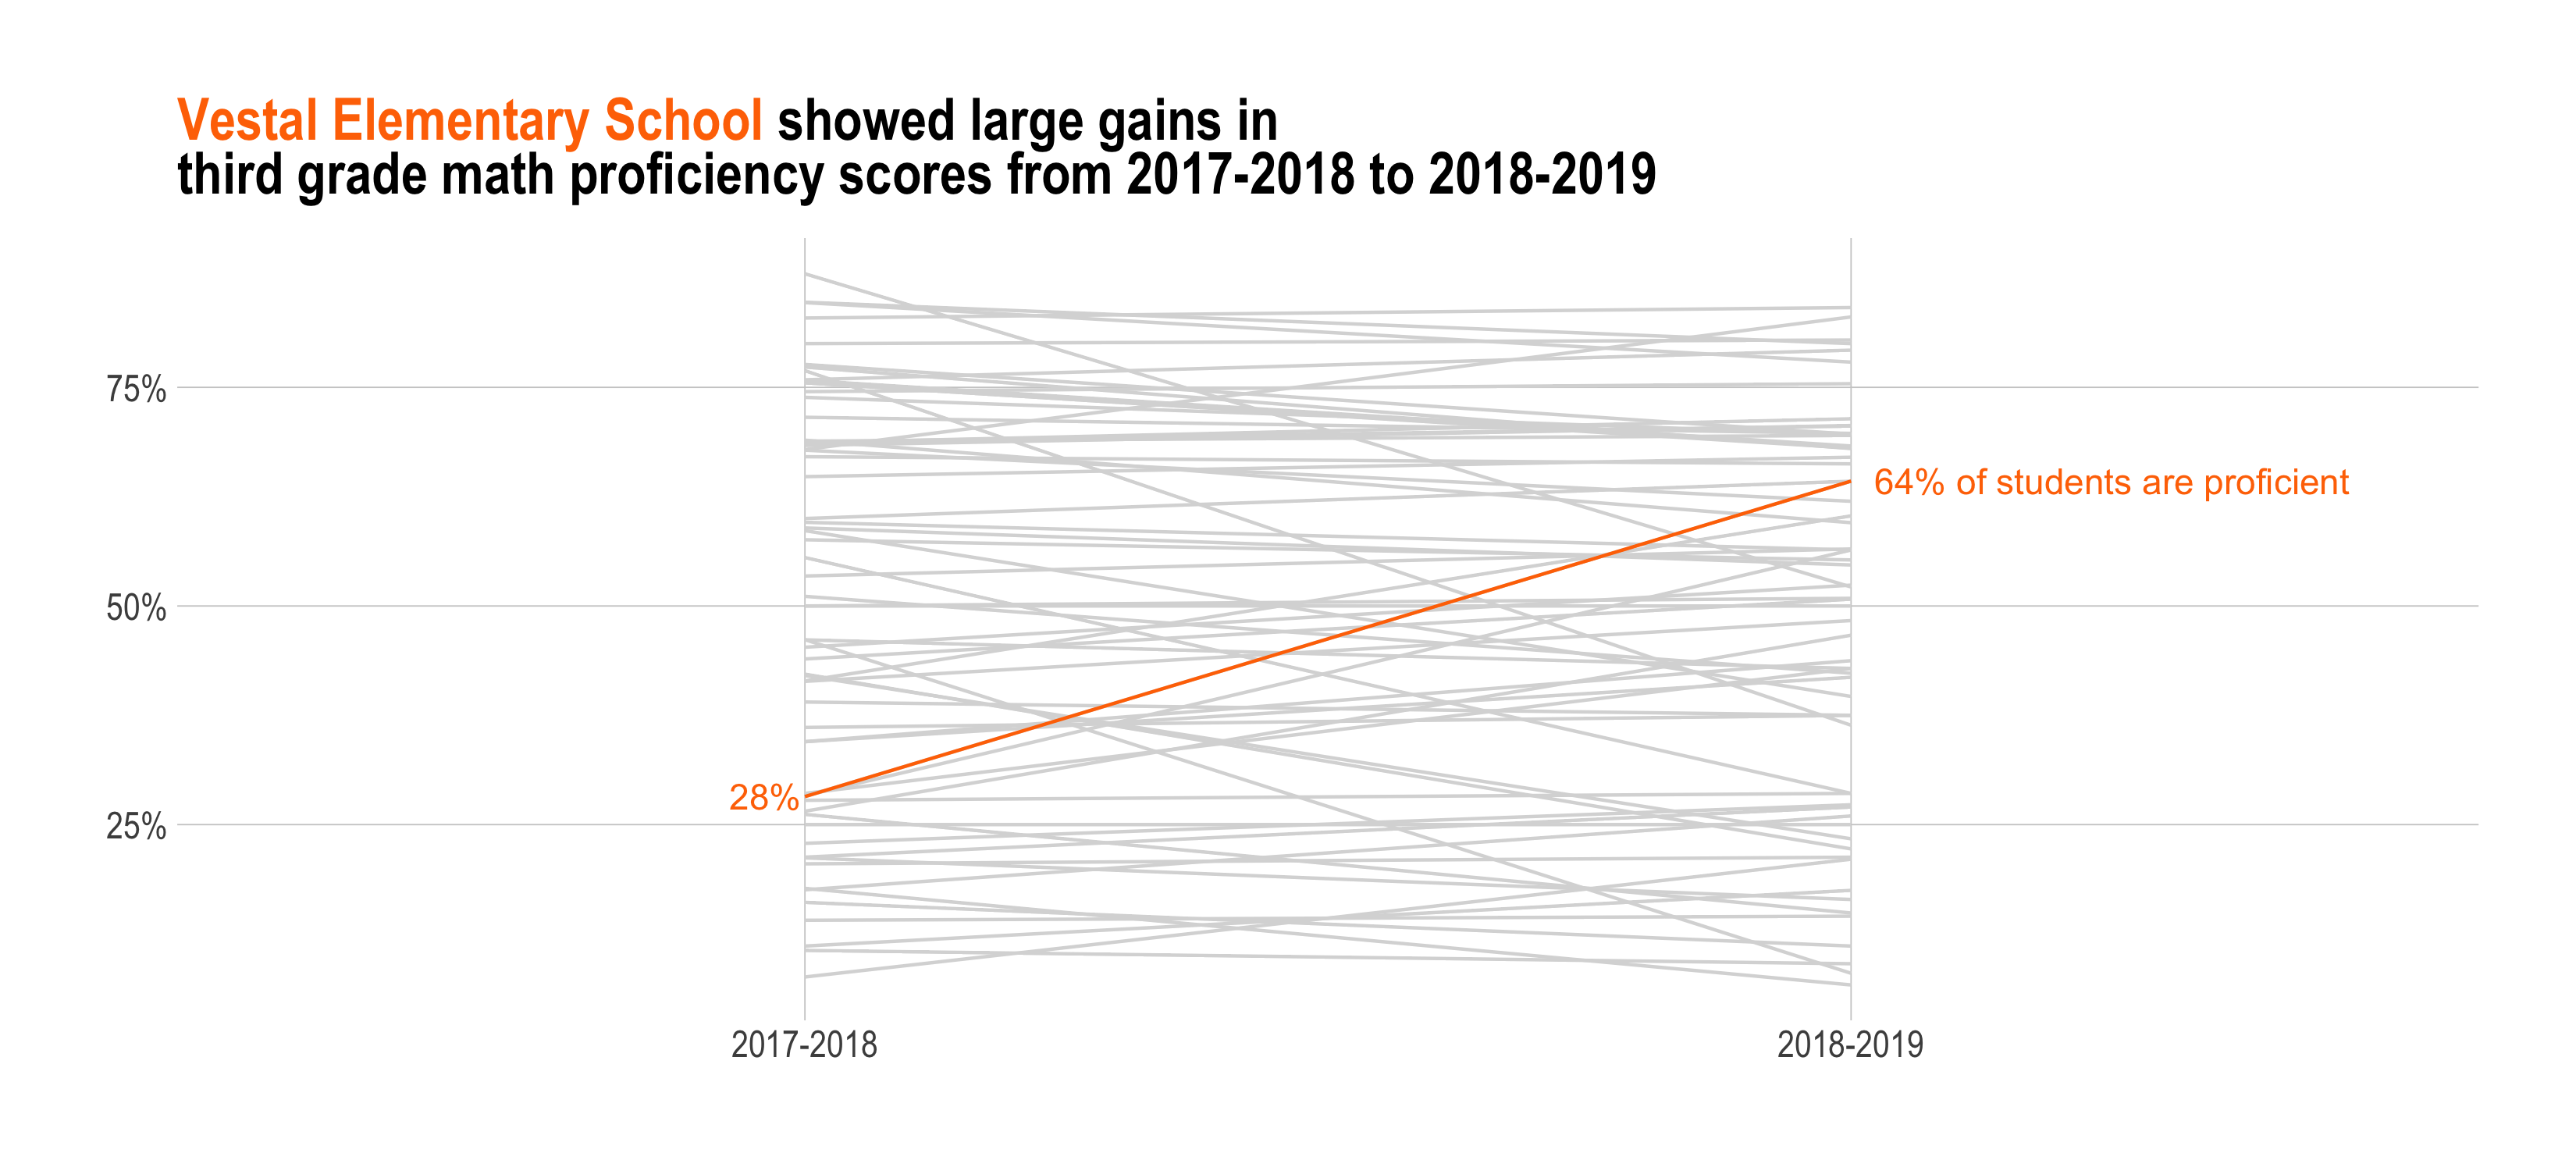 Vestal Elementary School showed large gains in
third grade math proficiency scores from 2017-2018 to 2018-2019
75%
64% of students are proficient
50%
28%
25%
2017-2018
2018-2019